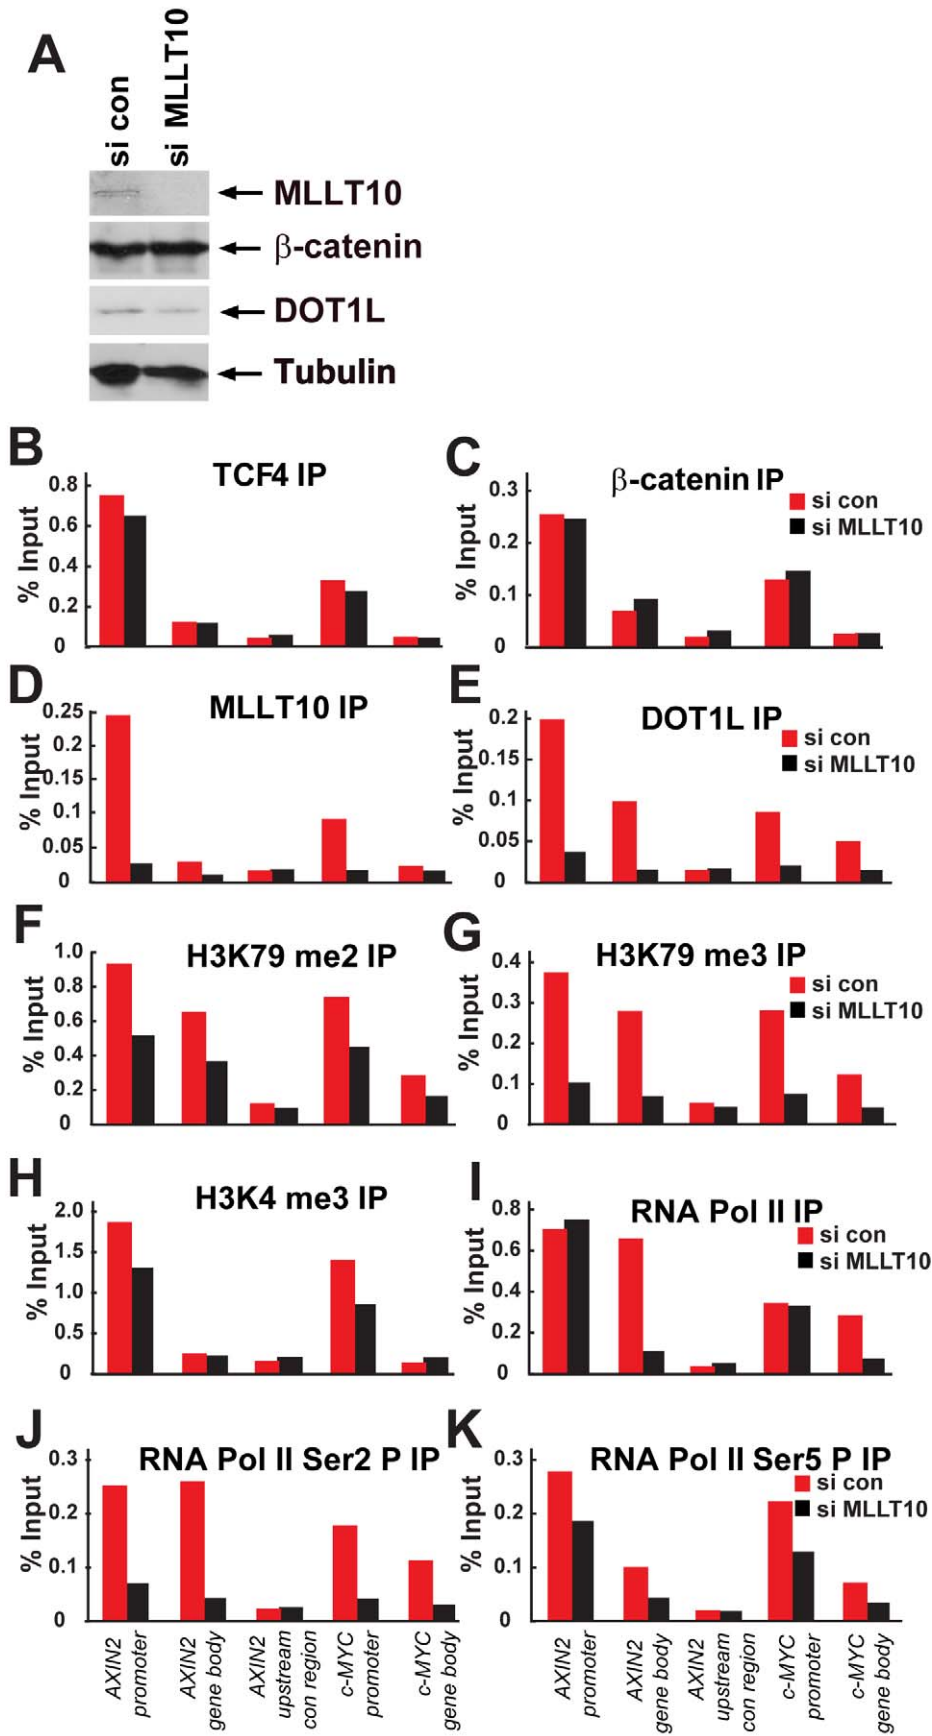 A
si con
si MLLT10
MLLT10
β-catenin
DOT1L
Tubulin
B
TCF4 IP
% Input
0.8
0.6
0.4
0.2
0
C
β-catenin IP
si con
si MLLT10
% Input
0.3
0.2
0.1
0
D
MLLT10 IP
% Input
0.25
0.2
0.15
0.1
0.05
0
E
DOT1L IP
si con
si MLLT10
% Input
0.2
0.15
0.1
0.05
0
F
H3K79 me2 IP
% Input
1.0
0.8
0.6
0.4
0.2
0
G
H3K79 me3 IP
si con
si MLLT10
% Input
0.4
0.3
0.2
0.1
0
H
H3K4 me3 IP
% Input
2.0
1.5
1.0
0.5
0
I
RNA Pol II IP
si con
si MLLT10
% Input
0.8
0.6
0.4
0.2
0
J
RNA Pol II Ser2 P IP
% Input
0.3
0.2
0.1
0
AXIN2
promoter
AXIN2
gene body
AXIN2
upstream
con region
c-MYC
promoter
c-MYC
gene body
K
RNA Pol II Ser5 P IP
si con
si MLLT10
% Input
0.3
0.2
0.1
0
AXIN2
promoter
AXIN2
gene body
AXIN2
upstream
con region
c-MYC
promoter
c-MYC
gene body